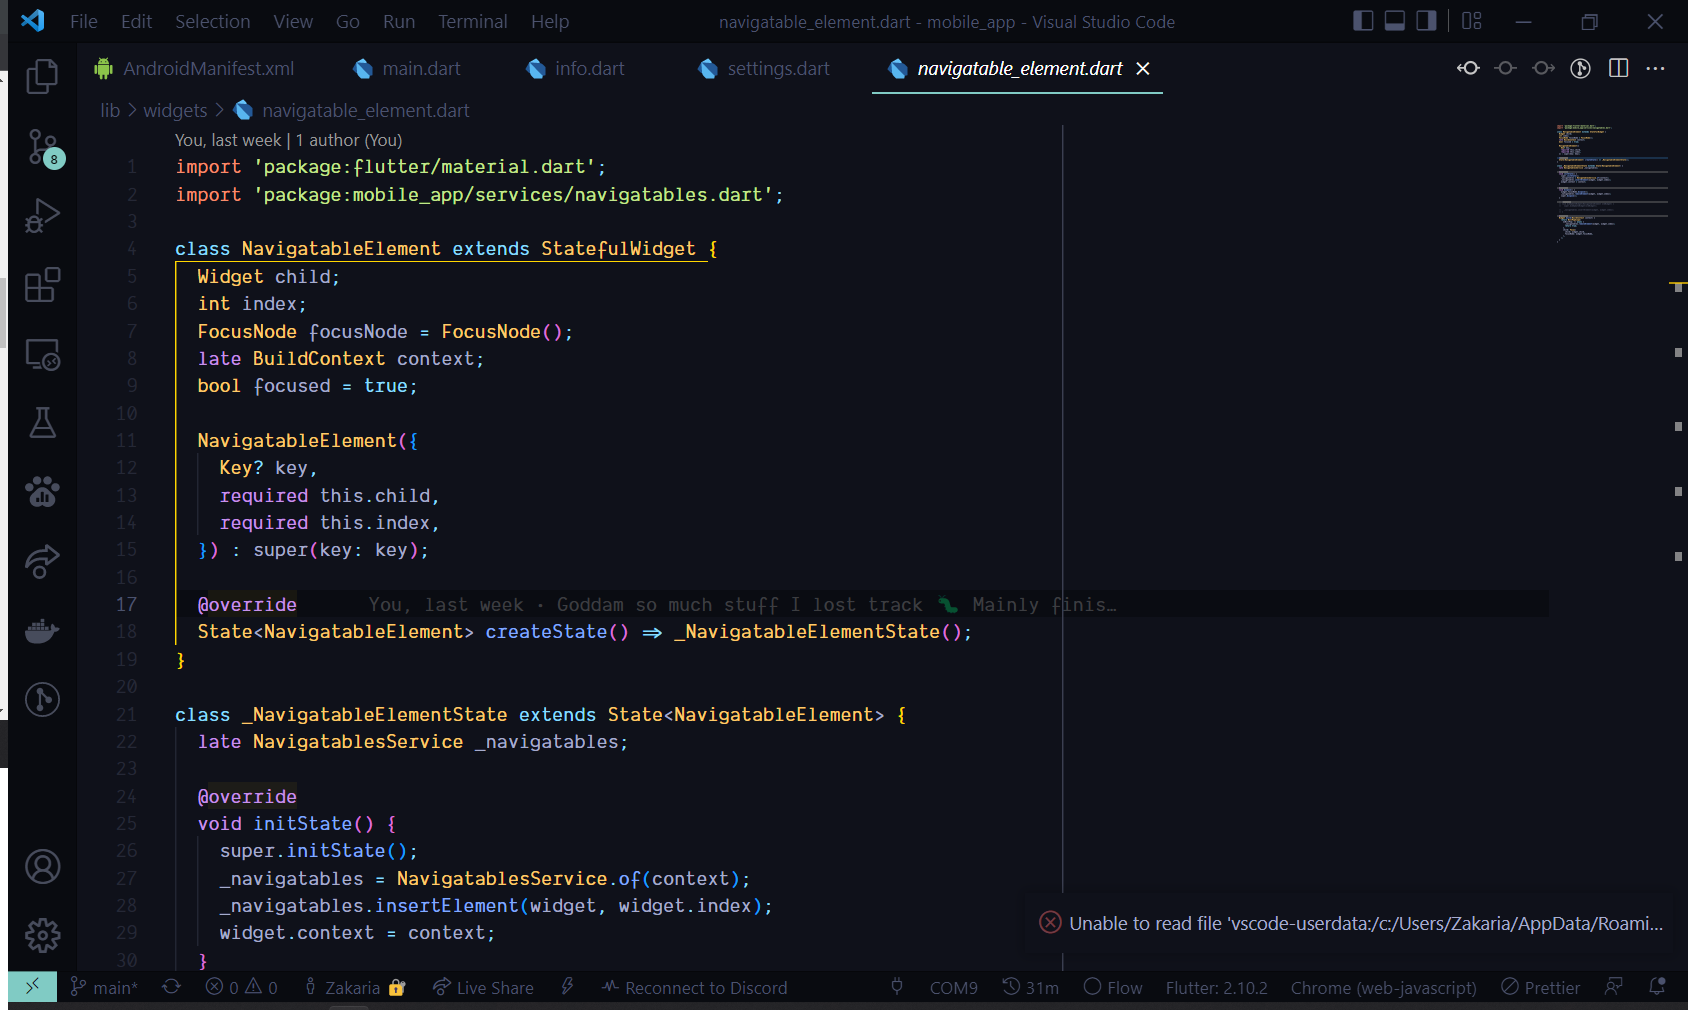 File Edit Selection View Go Run Terminal Help navigatable_element.dart - mobile_app - Visual Studio Code
AndroidManifest.xml main.dart info.dart settings.dart navigatable_element.dart
lib > widgets > navigatable_element.dart
You, last week | 1 author (You)
1 import 'package:flutter/material.dart';
2 import 'package:mobile_app/services/navigatables.dart';
3
4 class NavigatableElement extends StatefulWidget {
5 Widget child;
6 int index;
7 FocusNode focusNode = FocusNode();
8 late BuildContext context;
9 bool focused = true;
10
11 NavigatableElement({
12 Key? key,
13 required this.child,
14 required this.index,
15 }) : super(key: key);
16
17 @override You, last week · Goddam so much stuff I lost track 🐛 Mainly finis…
18 State<NavigatableElement> createState() => _NavigatableElementState();
19 }
20
21 class _NavigatableElementState extends State<NavigatableElement> {
22 late NavigatablesService _navigatables;
23
24 @override
25 void initState() {
26 super.initState();
27 _navigatables = NavigatablesService.of(context);
28 _navigatables.insertElement(widget, widget.index);
29 widget.context = context;
30 }
8
Unable to read file 'vscode-userdata:/c:/Users/Zakaria/AppData/Roami...
main* 0 0 Zakaria 🔐 Live Share Reconnect to Discord COM9 31m Flow Flutter: 2.10.2 Chrome (web-javascript) Prettier